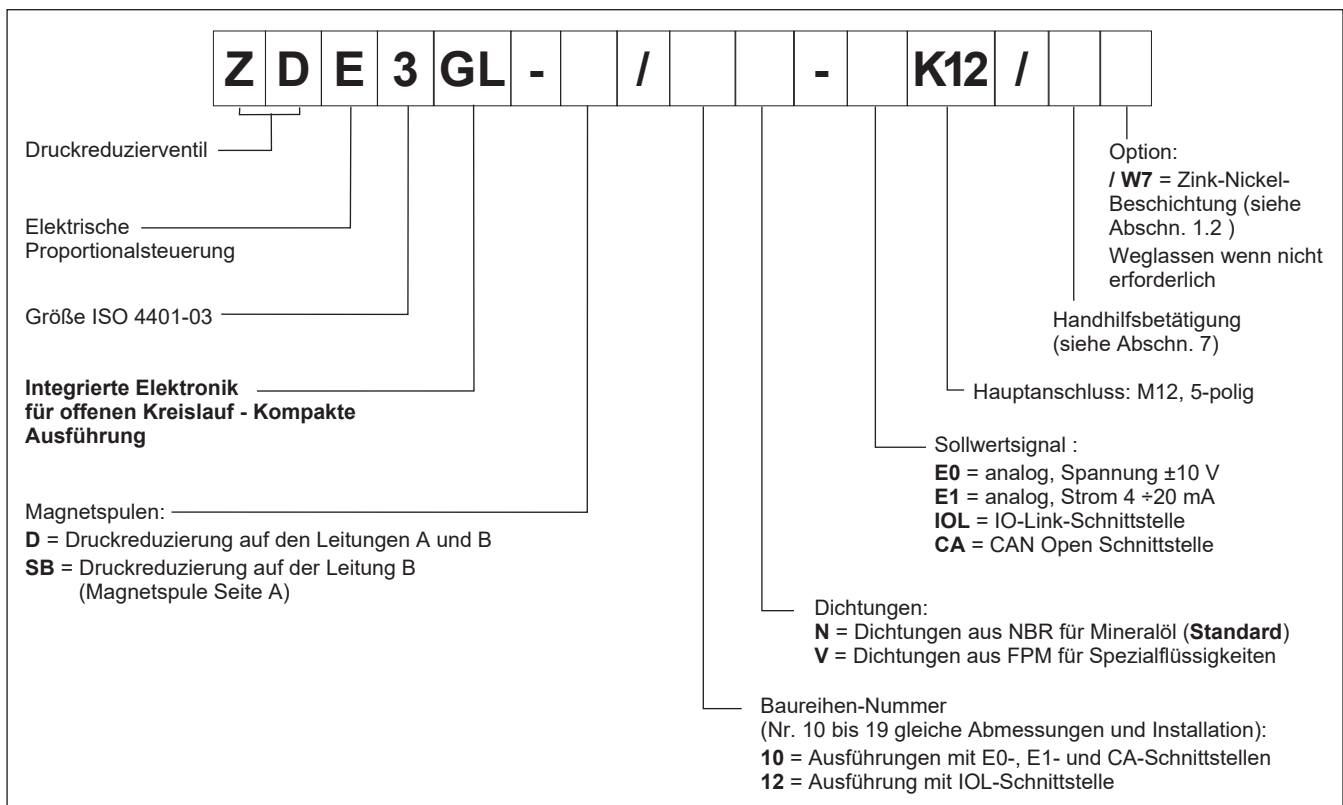 Z D E 3 GL - / - K12 /
Druckreduzierventil
Elektrische
Proportionalsteuerung
Größe ISO 4401-03
Integrierte Elektronik
für offenen Kreislauf - Kompakte
Ausführung
Magnetspulen:
D = Druckreduzierung auf den Leitungen A und B
SB = Druckreduzierung auf der Leitung B
(Magnetspule Seite A)
Option:
/ W7 = Zink-Nickel-
Beschichtung (siehe
Abschn. 1.2 )
Weglassen wenn nicht
erforderlich
Handhilfsbetätigung
(siehe Abschn. 7)
Hauptanschluss: M12, 5-polig
Sollwertsignal :
E0 = analog, Spannung ±10 V
E1 = analog, Strom 4 ÷20 mA
IOL = IO-Link-Schnittstelle
CA = CAN Open Schnittstelle
Dichtungen:
N = Dichtungen aus NBR für Mineralöl (Standard)
V = Dichtungen aus FPM für Spezialflüssigkeiten
Baureihen-Nummer
(Nr. 10 bis 19 gleiche Abmessungen und Installation):
10 = Ausführungen mit E0-, E1- und CA-Schnittstellen
12 = Ausführung mit IOL-Schnittstelle